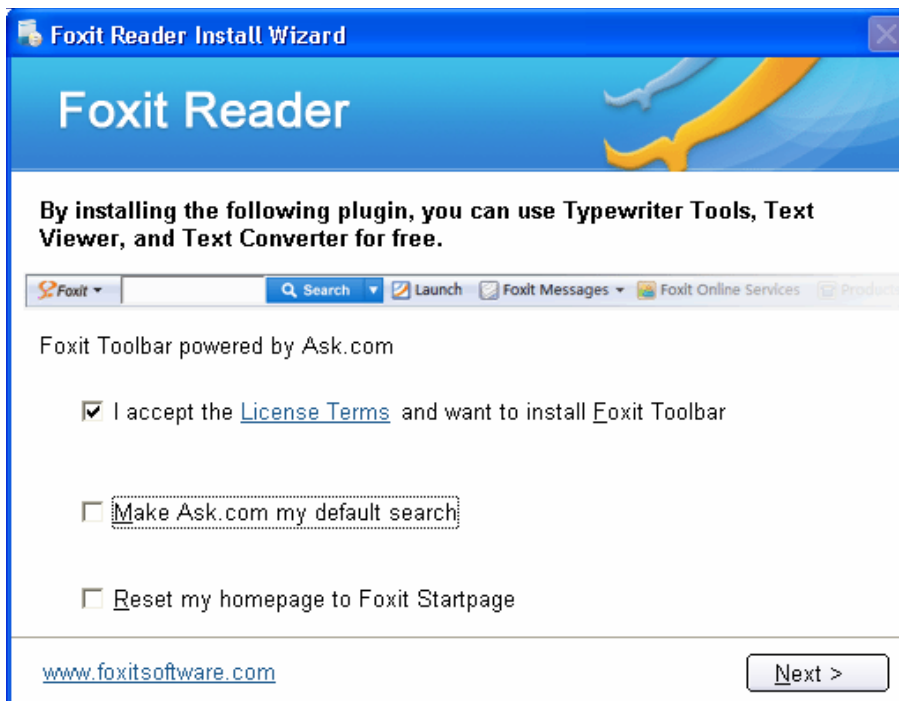 Foxit Reader Install Wizard
Foxit Reader
By installing the following plugin, you can use Typewriter Tools, Text
Viewer, and Text Converter for free.
Foxit Search Launch Foxit Messages Foxit Online Services Products
Foxit Toolbar powered by Ask.com
I accept the License Terms and want to install Foxit Toolbar
Make Ask.com my default search
Reset my homepage to Foxit Startpage
www.foxitsoftware.com Next >